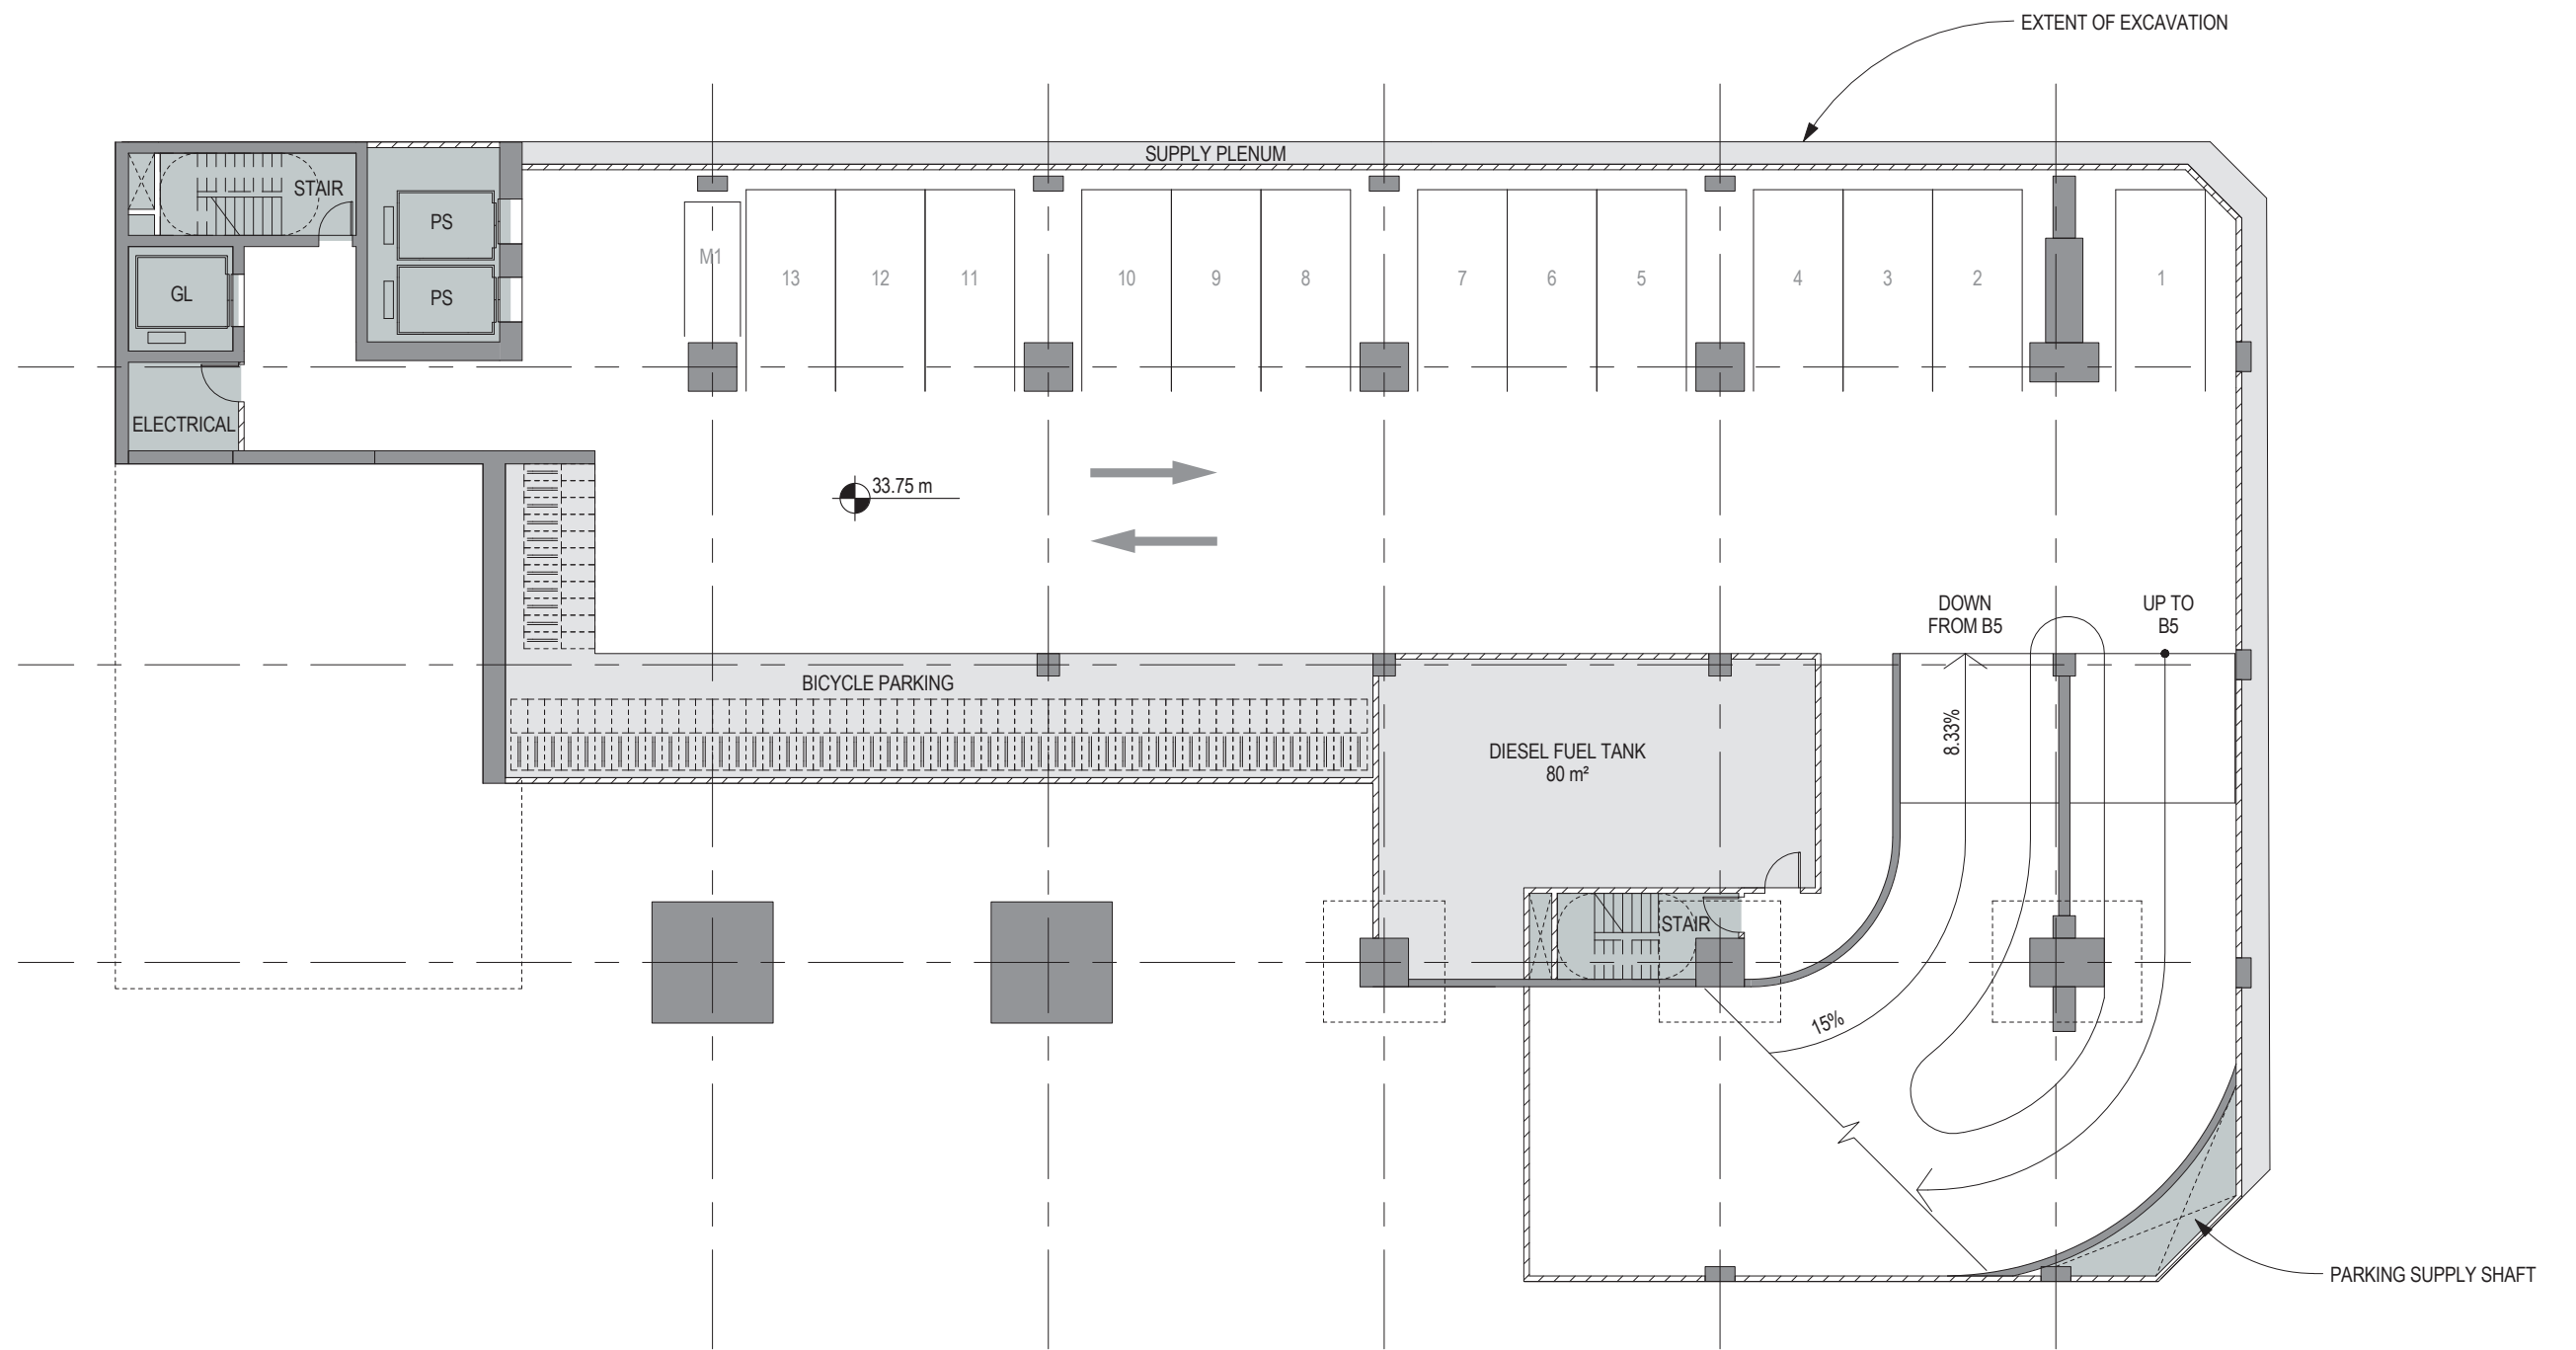 EXTENT OF EXCAVATION
SUPPLY PLENUM
STAIR
PS
M1
13
12
11
10
9
8
7
6
5
4
3
2
1
GL
PS
ELECTRICAL
33.75 m
DOWN
FROM B5
UP TO
B5
BICYCLE PARKING
8.33%
DIESEL FUEL TANK
80 m²
STAIR
15%
PARKING SUPPLY SHAFT